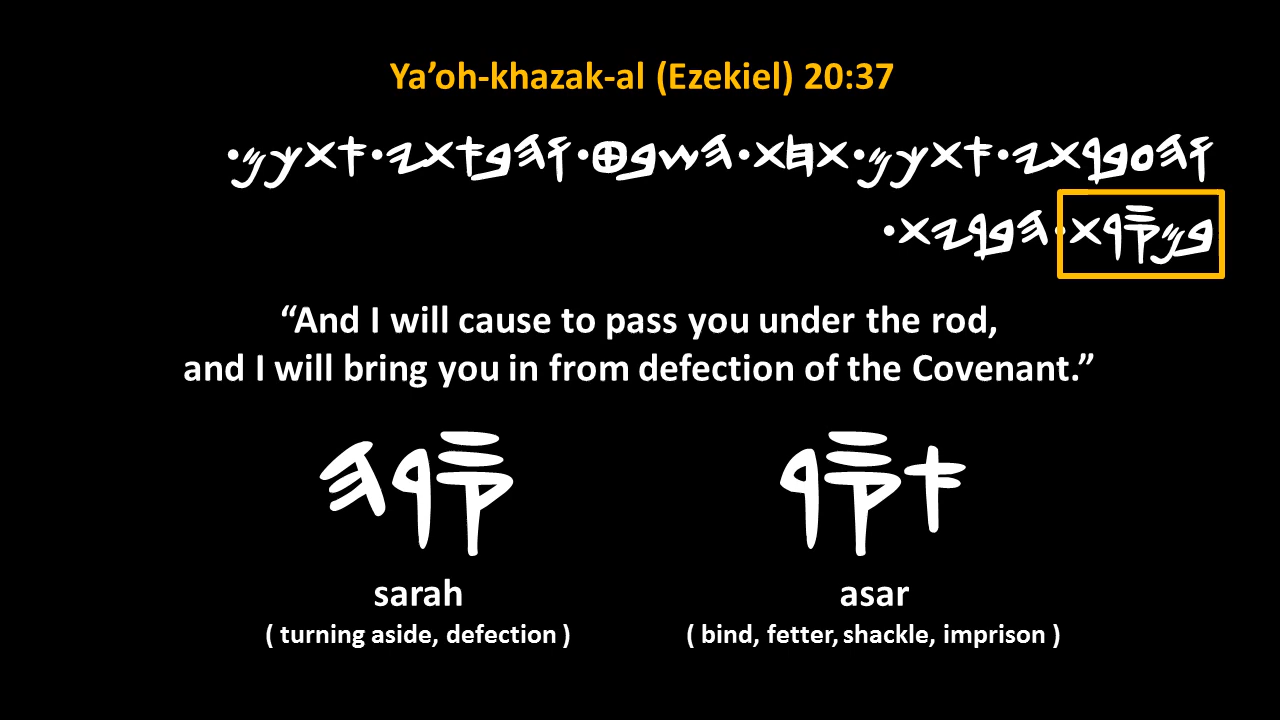 Ya’oh-khazak-al (Ezekiel) 20:37
𐤅𐤄𐤏𐤁𐤓𐤕𐤉·𐤀𐤕𐤊𐤌·𐤕𐤇𐤕·𐤄𐤔𐤁𐤈·𐤅𐤄𐤁𐤀𐤕𐤉·𐤀𐤕𐤊𐤌·
𐤁𐤌𐤎𐤓𐤕·𐤄𐤁𐤓𐤉𐤕·
“And I will cause to pass you under the rod,
and I will bring you in from defection of the Covenant.”
𐤎𐤓𐤄
sarah
( turning aside, defection )
𐤀𐤎𐤓
asar
( bind, fetter, shackle, imprison )